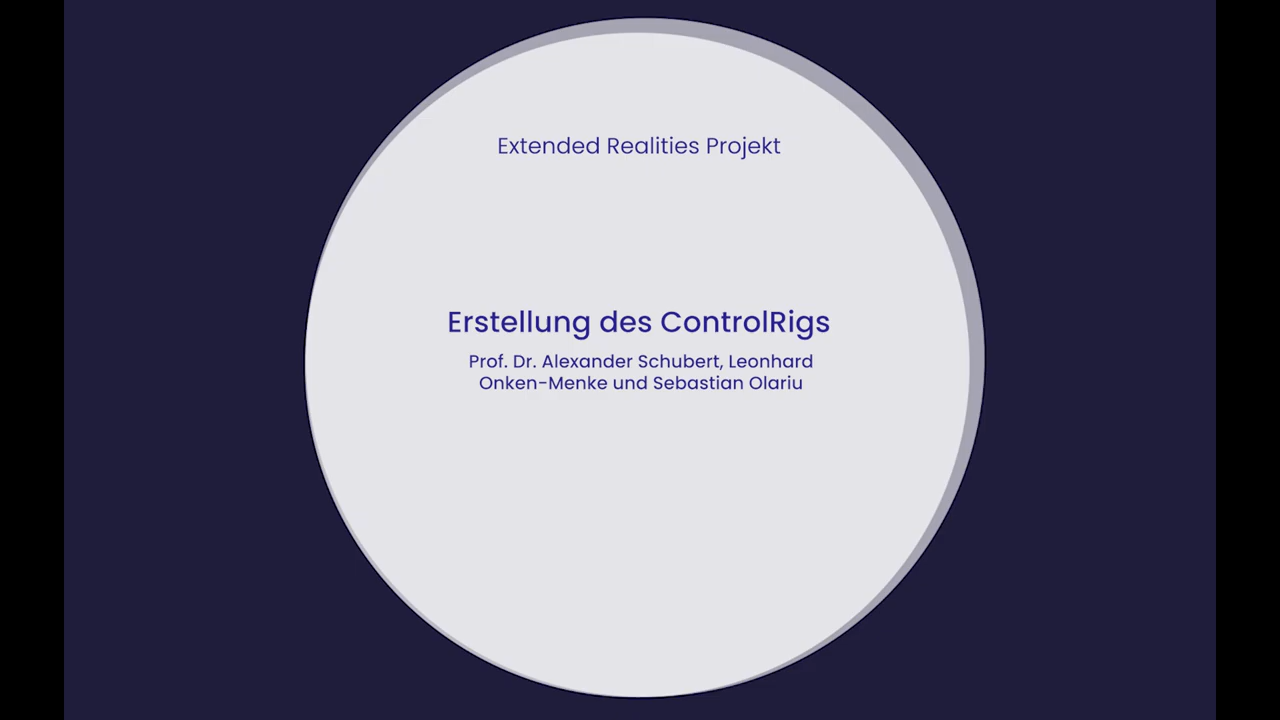 Extended Realities Projekt
Erstellung des ControlRigs
Prof. Dr. Alexander Schubert, Leonhard
Onken-Menke und Sebastian Olariu